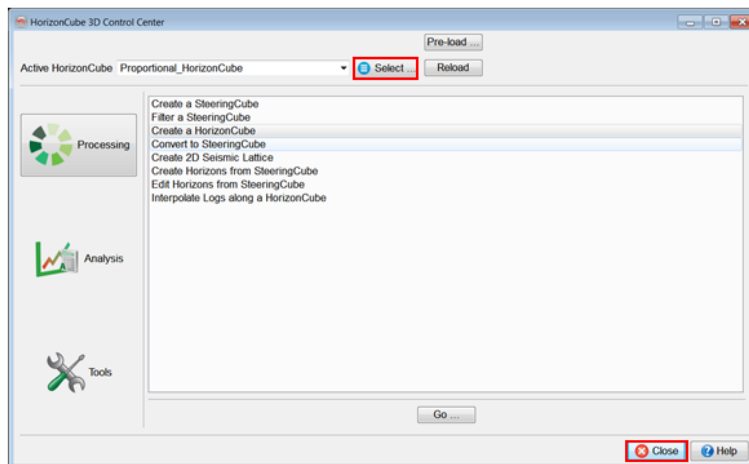 HorizonCube 3D Control Center
Pre-load ...
Active HorizonCube Proportional_HorizonCube Select ... Reload
Create a SteeringCube
Filter a SteeringCube
Create a HorizonCube
Convert to SteeringCube
Create 2D Seismic Lattice
Create Horizons from SteeringCube
Edit Horizons from SteeringCube
Interpolate Logs along a HorizonCube
Processing
Analysis
Tools
Go ...
Close Help